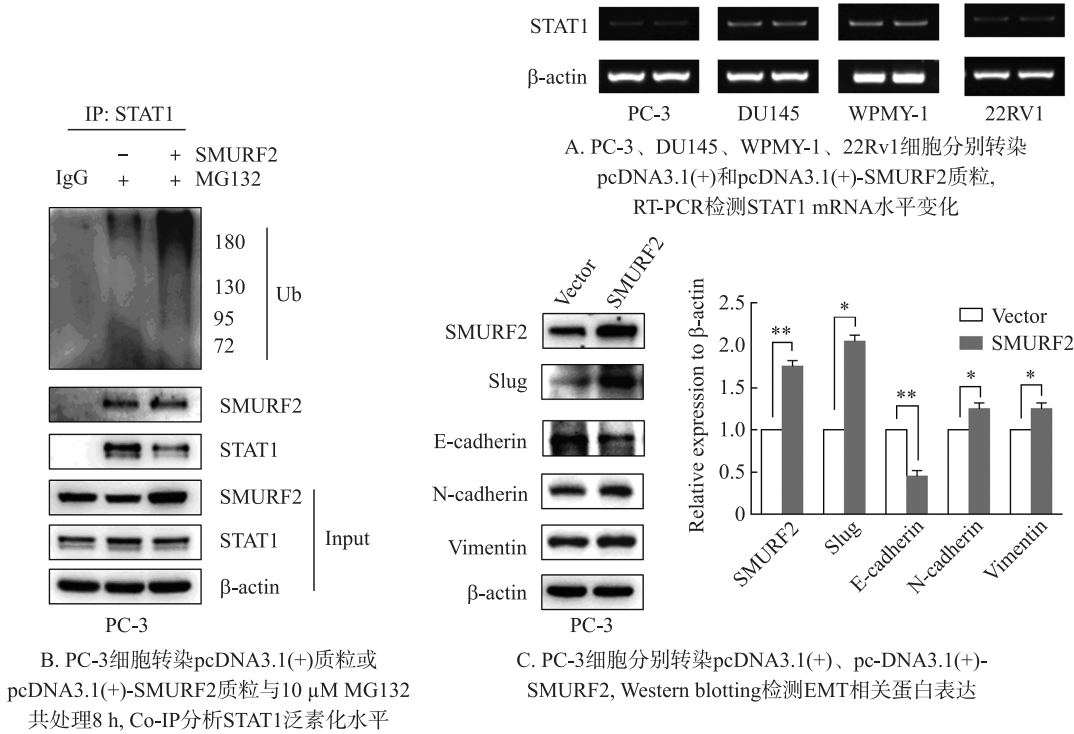 STAT1
β-actin
PC-3 DU145 WPMY-1 22RV1
A. PC-3、DU145、WPMY-1、22Rv1细胞分别转染
pcDNA3.1(+)和pcDNA3.1(+)-SMURF2质粒,
RT-PCR检测STAT1 mRNA水平变化
IP: STAT1
− + SMURF2
IgG + + MG132
180
130
95
72
Ub
SMURF2
STAT1
SMURF2
STAT1
β-actin
Input
PC-3
B. PC-3细胞转染pcDNA3.1(+)质粒或
pcDNA3.1(+)-SMURF2质粒与10 μM MG132
共处理8 h, Co-IP分析STAT1泛素化水平
Vector SMURF2
SMURF2
Slug
E-cadherin
N-cadherin
Vimentin
β-actin
PC-3
Relative expression to β-actin
2.5
2.0
1.5
1.0
0.5
0
** * ** * *
Vector
SMURF2
SMURF2 Slug E-cadherin N-cadherin Vimentin
C. PC-3细胞分别转染pcDNA3.1(+)、pc-DNA3.1(+)-
SMURF2, Western blotting检测EMT相关蛋白表达